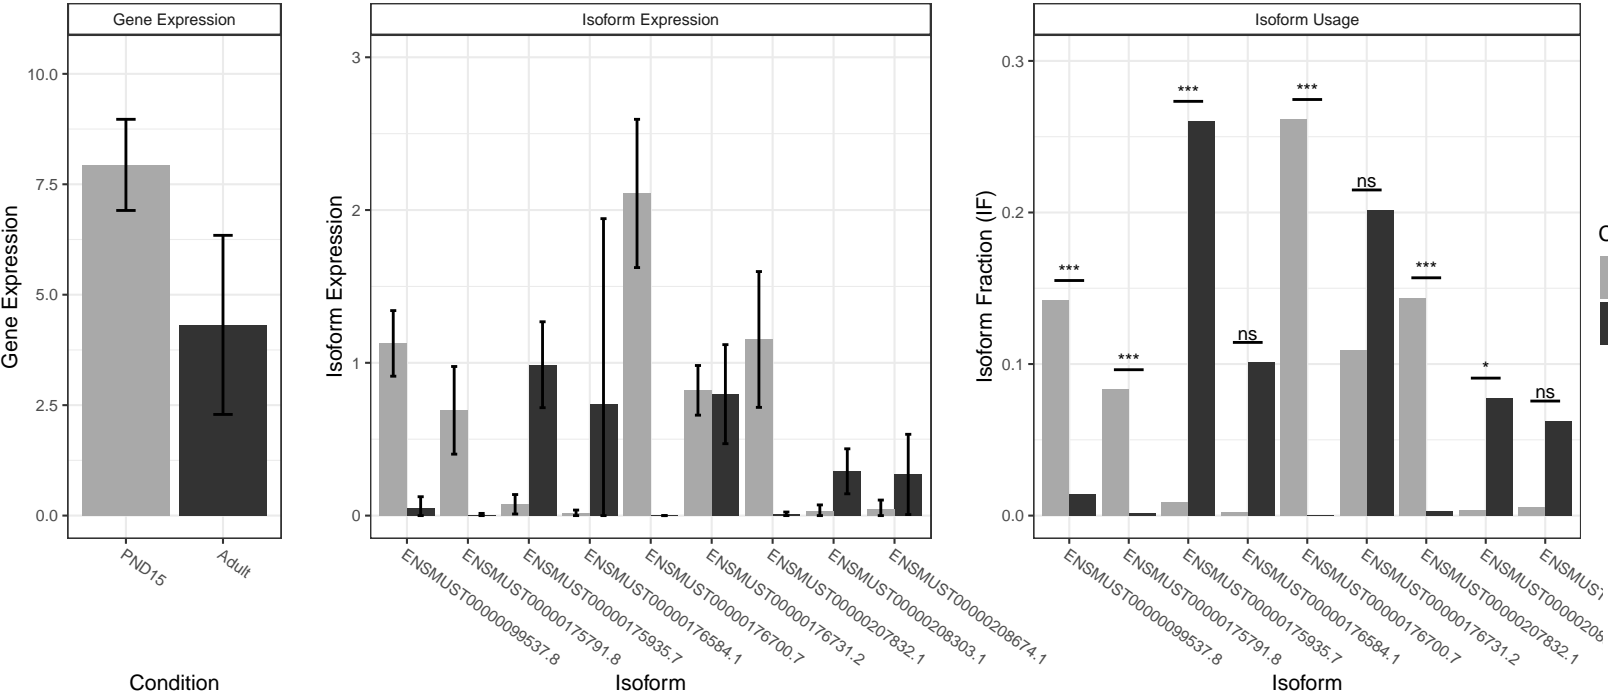 Gene Expression
Isoform Expression
Isoform Usage
Gene Expression
10.0
7.5
5.0
2.5
0.0
PND15
Adult
Condition
Isoform Expression
3
2
1
0
ENSMUST00000099537.8
ENSMUST00000175791.8
ENSMUST00000175935.7
ENSMUST00000176584.1
ENSMUST00000176700.7
ENSMUST00000176731.2
ENSMUST00000207832.1
ENSMUST00000208303.1
ENSMUST00000208674.1
Isoform
Isoform Fraction (IF)
0.3
0.2
0.1
0.0
***
***
***
ns
***
ns
***
*
ns
ENSMUST00000099537.8
ENSMUST00000175791.8
ENSMUST00000175935.7
ENSMUST00000176584.1
ENSMUST00000176700.7
ENSMUST00000176731.2
ENSMUST00000207832.1
ENSMUST0000020
ENSMUS
Isoform